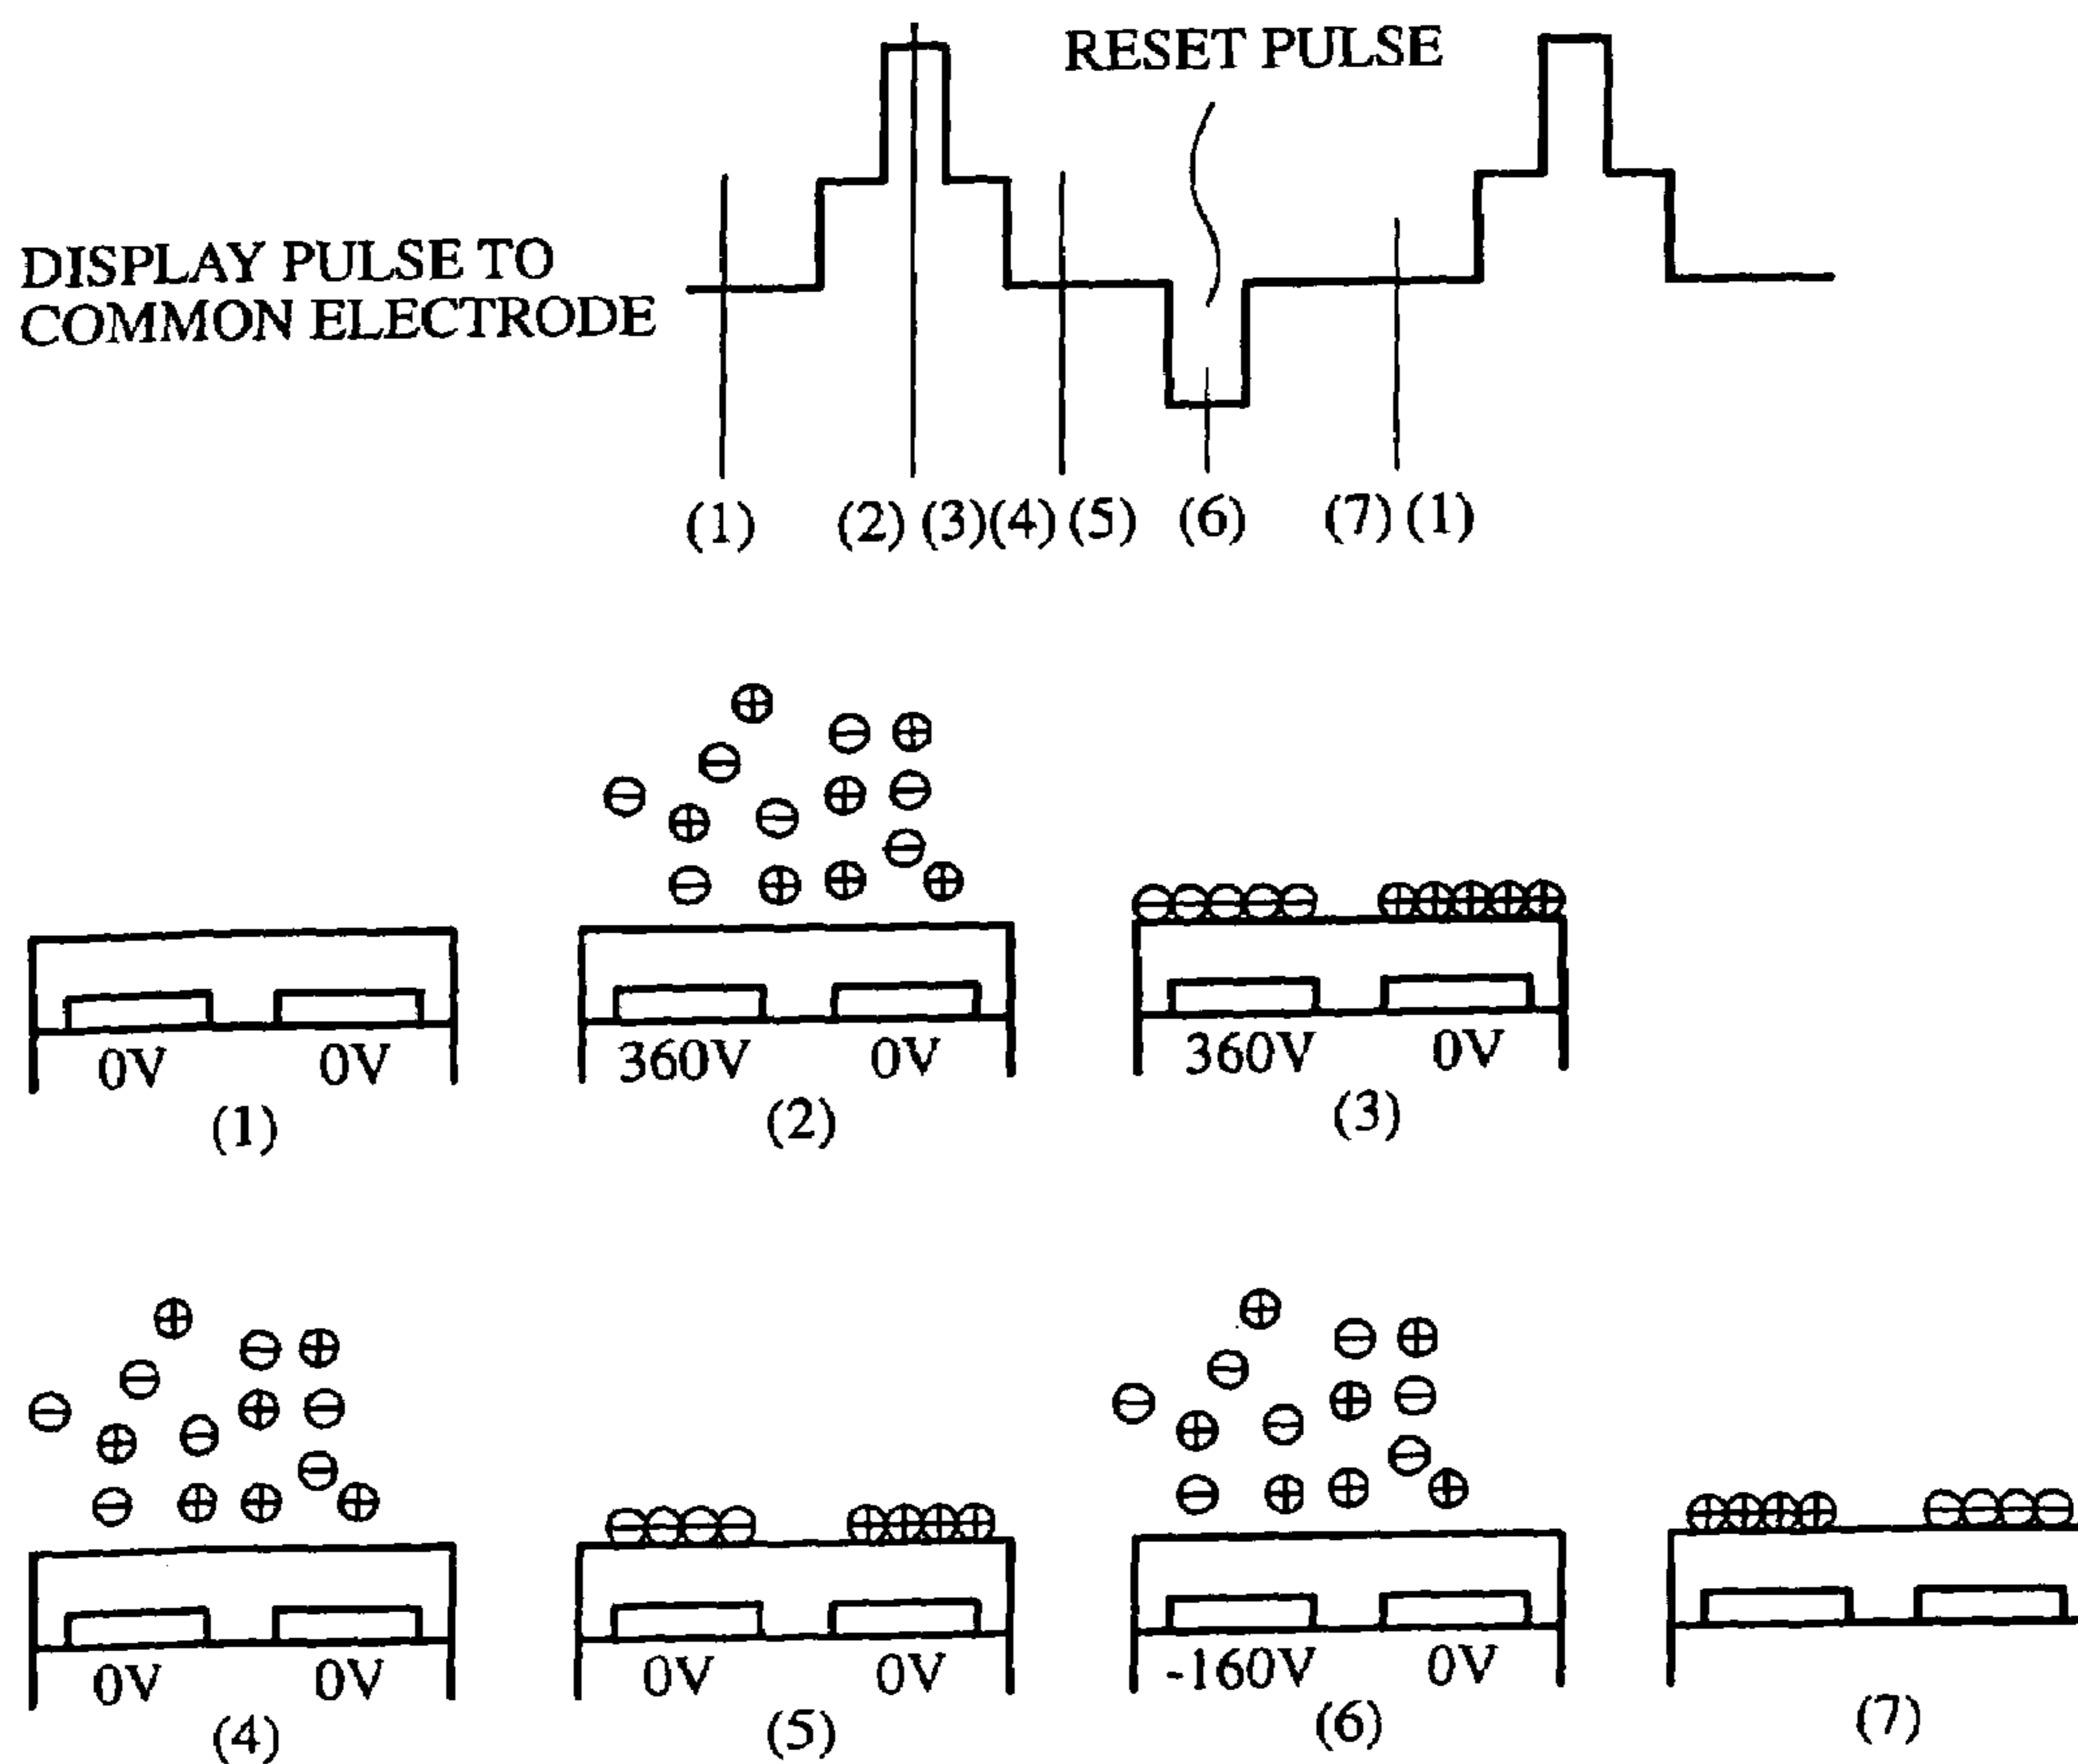 RESET PULSE
DISPLAY PULSE TO
COMMON ELECTRODE
(1) (2) (3) (4) (5) (6) (7) (1)
0V 0V
(1)
360V 0V
(2)
360V 0V
(3)
0V 0V
(4)
0V 0V
(5)
-160V 0V
(6)
(7)